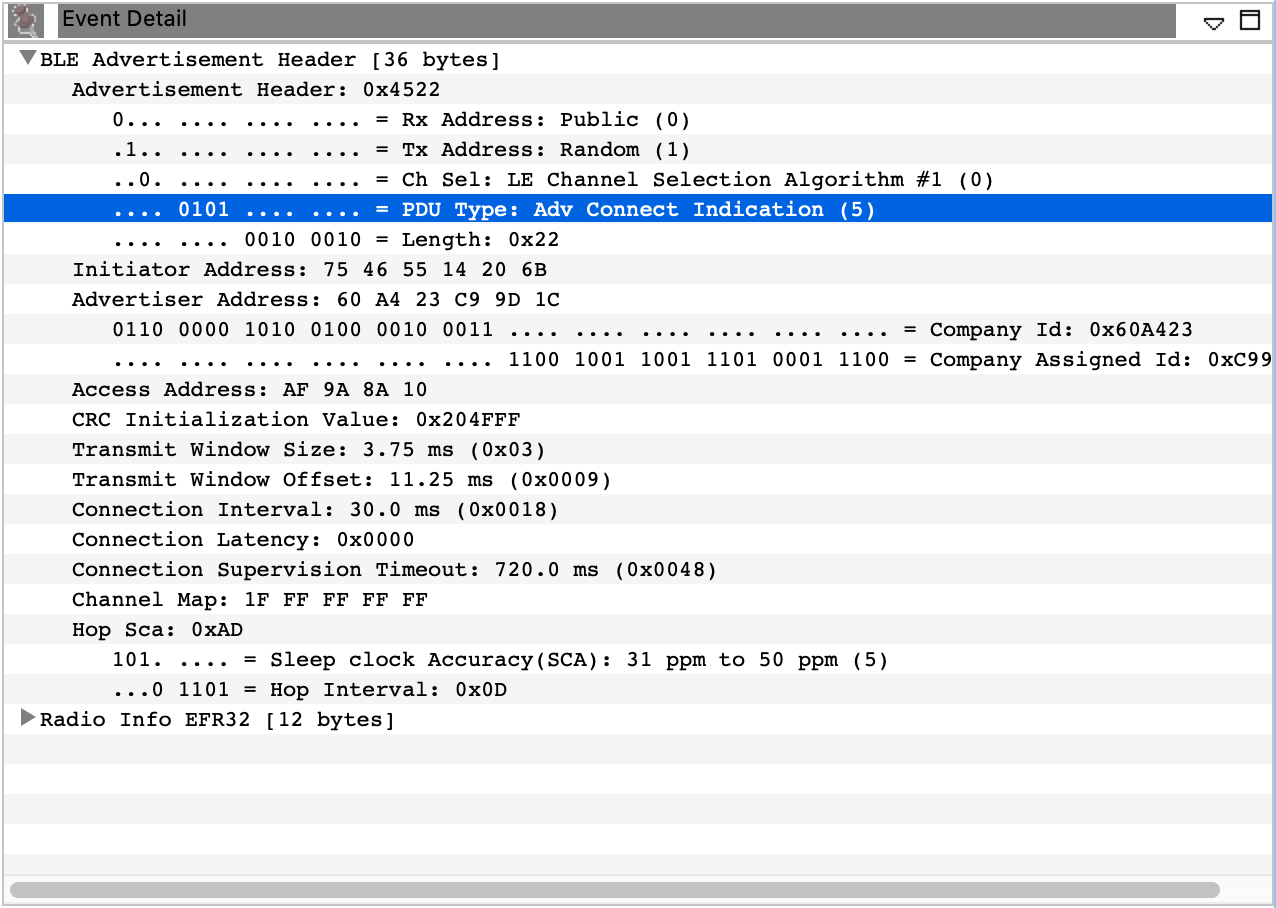 Event Detail
BLE Advertisement Header [36 bytes]
Advertisement Header: 0x4522
0... .... .... .... = Rx Address: Public (0)
.1.. .... .... .... = Tx Address: Random (1)
..0. .... .... .... = Ch Sel: LE Channel Selection Algorithm #1 (0)
.... 0101 .... .... = PDU Type: Adv Connect Indication (5)
.... .... 0010 0010 = Length: 0x22
Initiator Address: 75 46 55 14 20 6B
Advertiser Address: 60 A4 23 C9 9D 1C
0110 0000 1010 0100 0010 0011 .... .... .... .... .... .... = Company Id: 0x60A423
.... .... .... .... .... .... 1100 1001 1001 1101 0001 1100 = Company Assigned Id: 0xC99
Access Address: AF 9A 8A 10
CRC Initialization Value: 0x204FFF
Transmit Window Size: 3.75 ms (0x03)
Transmit Window Offset: 11.25 ms (0x0009)
Connection Interval: 30.0 ms (0x0018)
Connection Latency: 0x0000
Connection Supervision Timeout: 720.0 ms (0x0048)
Channel Map: 1F FF FF FF FF
Hop Sca: 0xAD
101. .... = Sleep clock Accuracy(SCA): 31 ppm to 50 ppm (5)
...0 1101 = Hop Interval: 0x0D
Radio Info EFR32 [12 bytes]